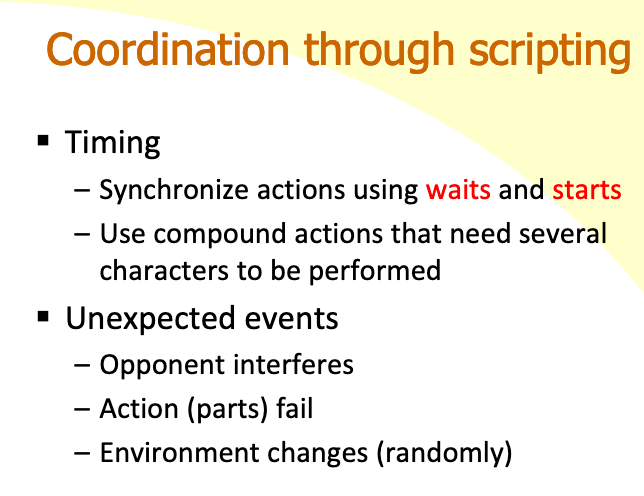 Coordination through scripting
▪ Timing
– Synchronize actions using waits and starts
– Use compound actions that need several
characters to be performed
▪ Unexpected events
– Opponent interferes
– Action (parts) fail
– Environment changes (randomly)